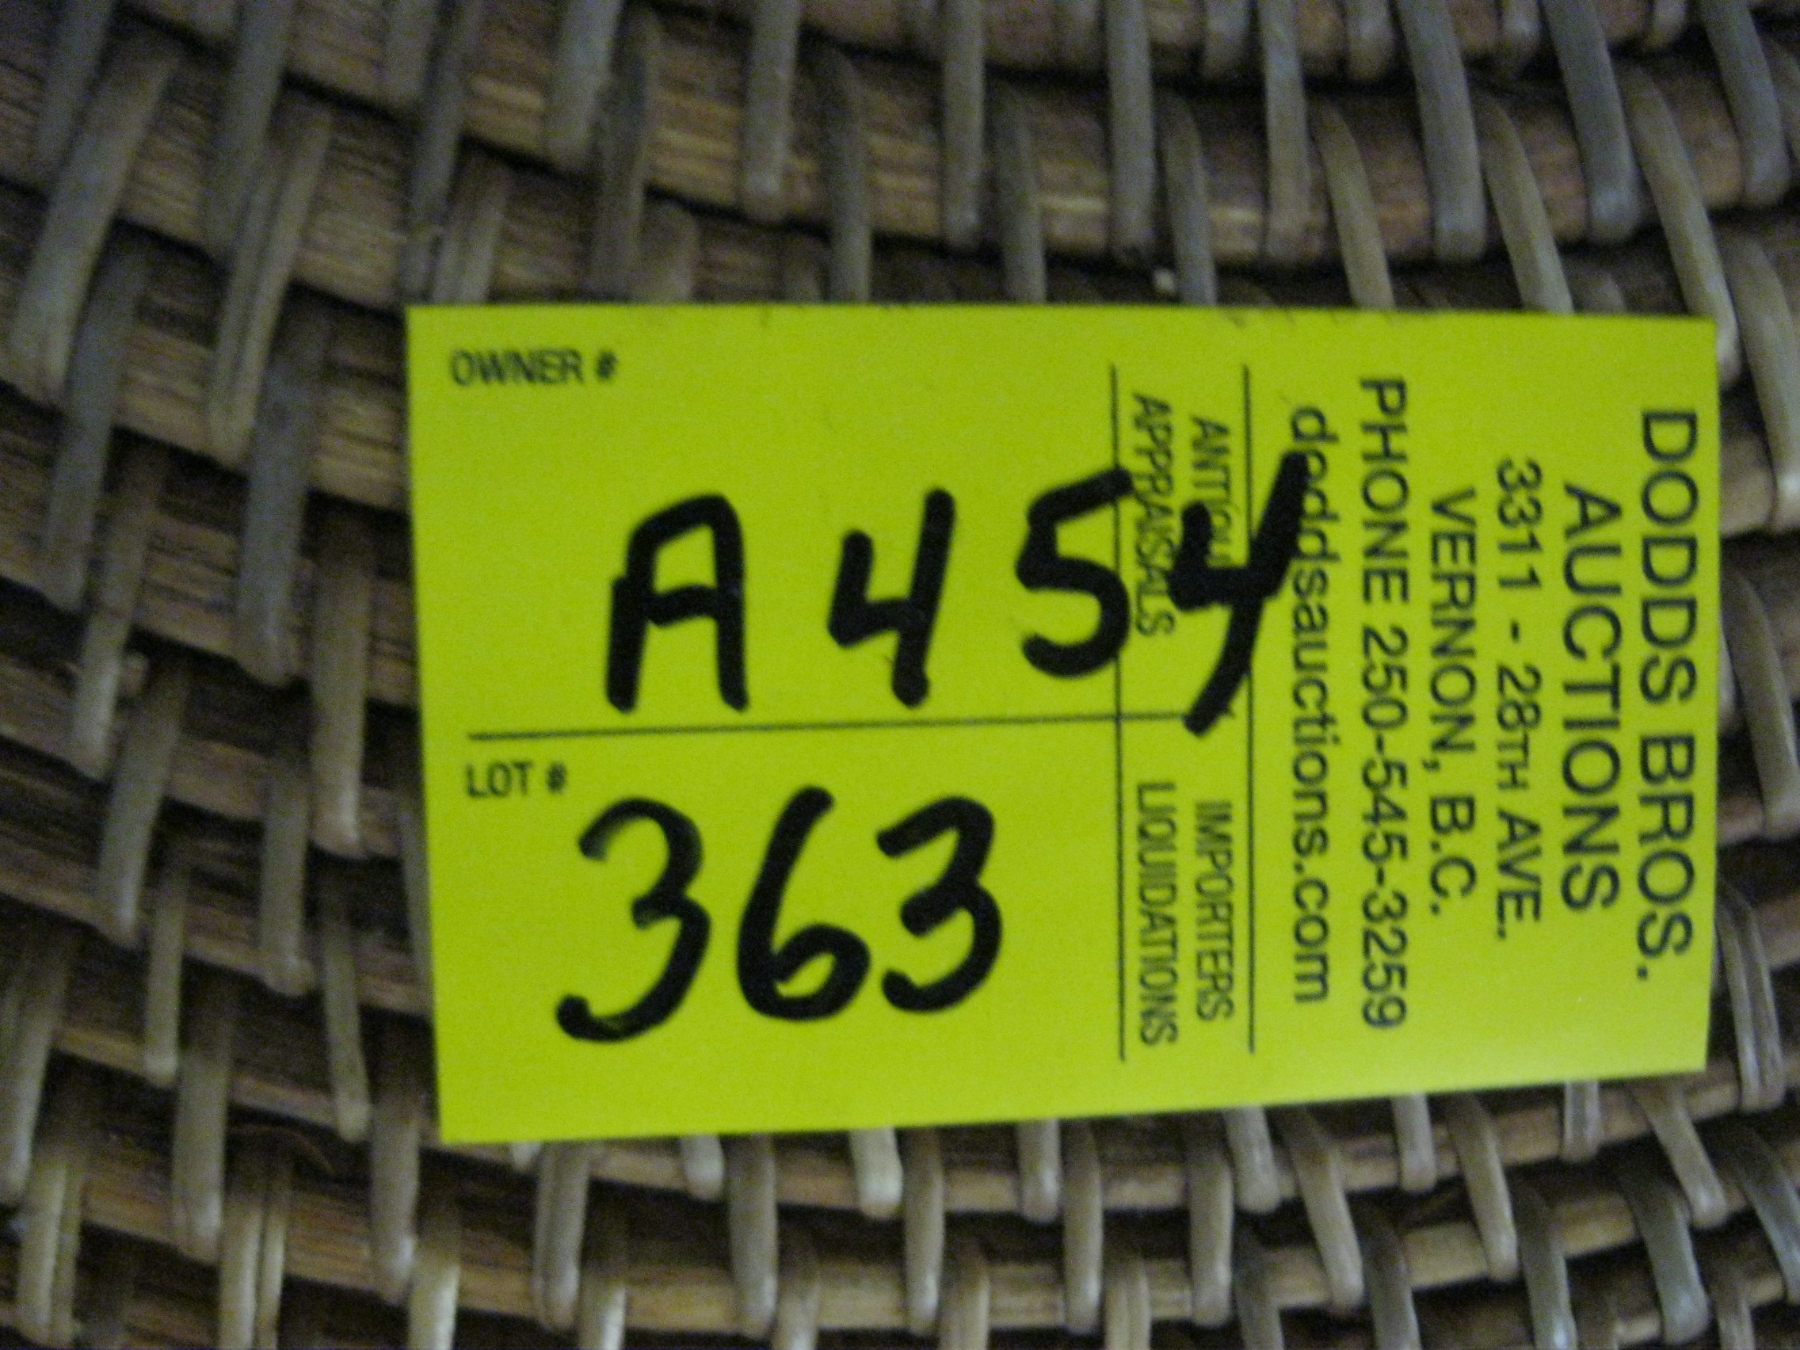 DODDS BROS.
AUCTIONS
3311 - 28TH AVE.
VERNON, B.C.
PHONE 250-545-3259
doddsauctions.com
IMPORTERS
APPRAISALS LIQUIDATIONS
OWNER #
A454
LOT #
363